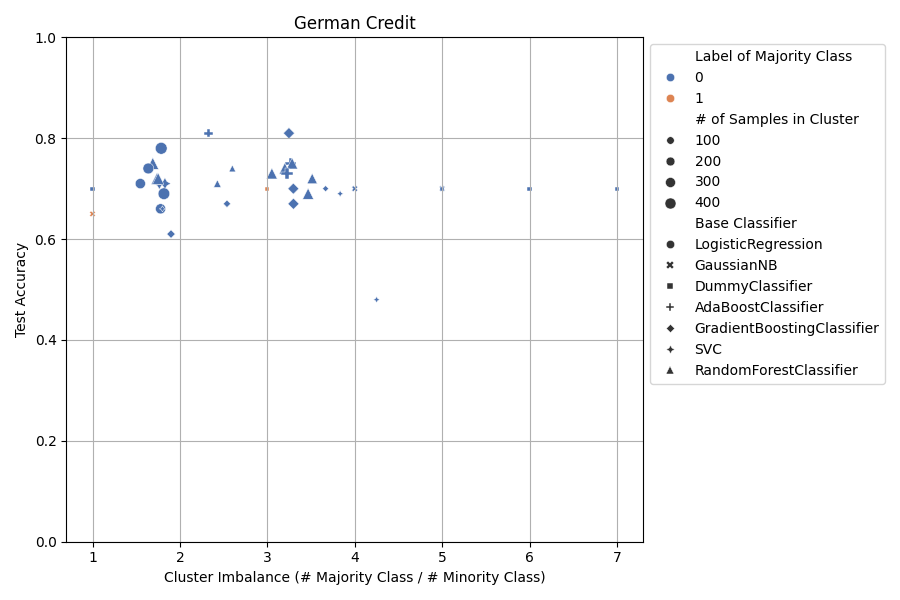 German Credit
Test Accuracy
1.0
0.8
0.6
0.4
0.2
0.0
1 2 3 4 5 6 7
Cluster Imbalance (# Majority Class / # Minority Class)
Label of Majority Class
0
1
# of Samples in Cluster
100
200
300
400
Base Classifier
LogisticRegression
GaussianNB
DummyClassifier
AdaBoostClassifier
GradientBoostingClassifier
SVC
RandomForestClassifier